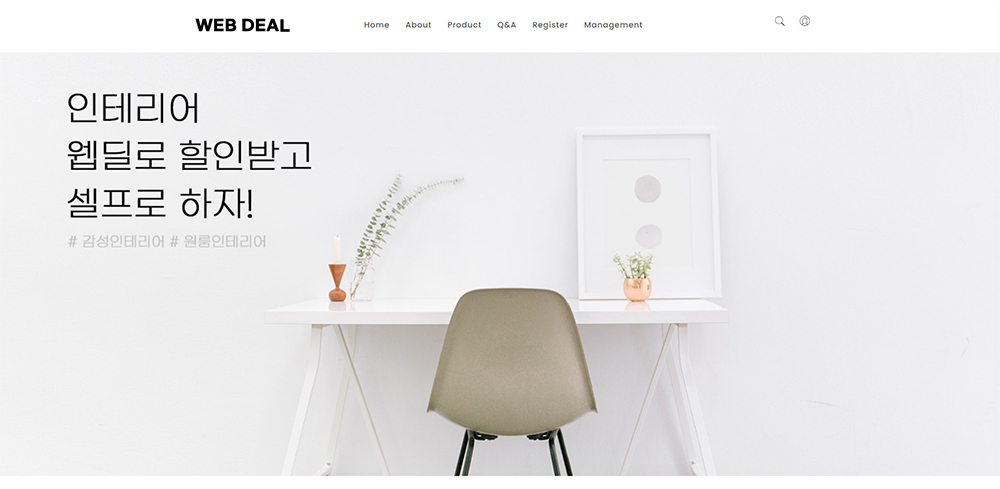 WEB DEAL
Home About Product Q&A Register Management
인테리어
웹딜로 할인받고
셀프로 하자!
# 감성인테리어 # 원룸인테리어